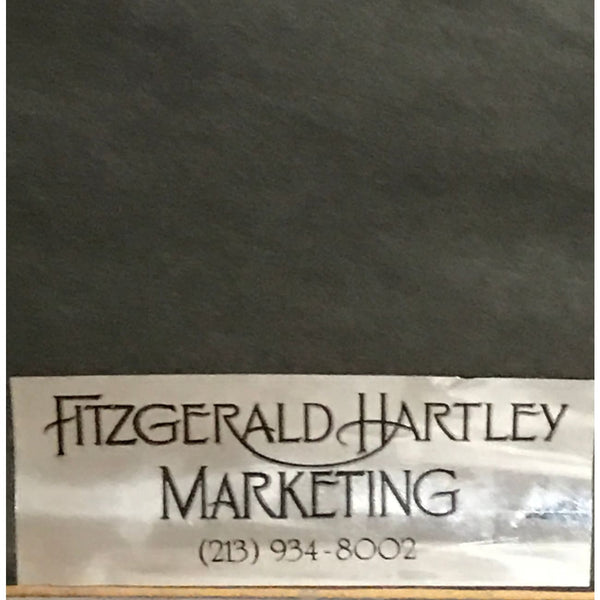 FITZGERALD HARTLEY
MARKETING
(213) 934-8002